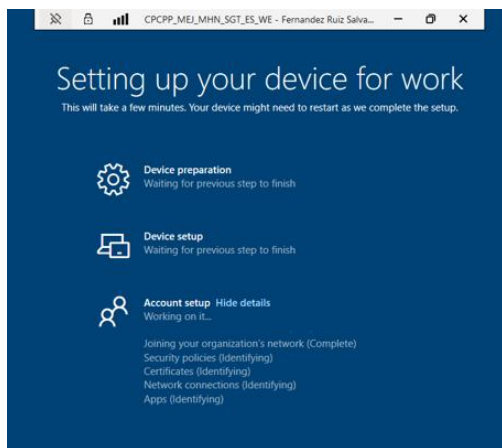 CPCPP_MEJ_MHN_SGT_ES_WE - Fernandez Ruiz Salva...
Setting up your device for work
This will take a few minutes. Your device might need to restart as we complete the setup.
Device preparation
Waiting for previous step to finish
Device setup
Waiting for previous step to finish
Account setup Hide details
Working on it...
Joining your organization's network (Complete)
Security policies (Identifying)
Certificates (Identifying)
Network connections (Identifying)
Apps (Identifying)